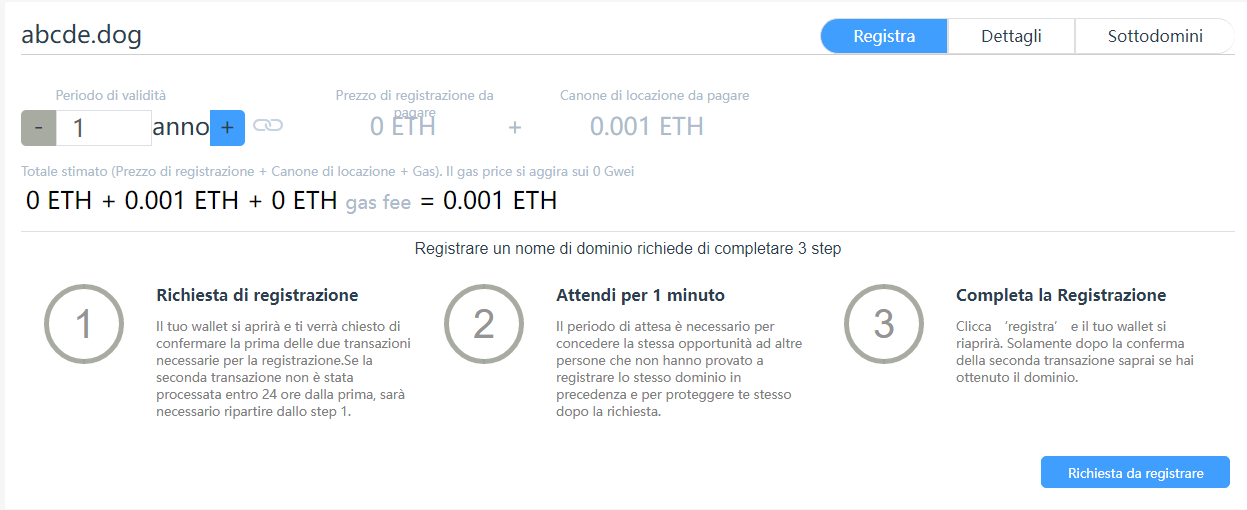 abcde.dog
Registra
Dettagli
Sottodomini
Periodo di validità
Prezzo di registrazione da
pagare
Canone di locazione da pagare
- 1 anno +
0 ETH + 0.001 ETH
Totale stimato (Prezzo di registrazione + Canone di locazione + Gas). Il gas price si aggira sui 0 Gwei
0 ETH + 0.001 ETH + 0 ETH gas fee = 0.001 ETH
Registrare un nome di dominio richiede di completare 3 step
1
Richiesta di registrazione
Il tuo wallet si aprirà e ti verrà chiesto di
confermare la prima delle due transazioni
necessarie per la registrazione.Se la
seconda transazione non è stata
processata entro 24 ore dalla prima, sarà
necessario ripartire dallo step 1.
2
Attendi per 1 minuto
Il periodo di attesa è necessario per
concedere la stessa opportunità ad altre
persone che non hanno provato a
registrare lo stesso dominio in
precedenza e per proteggere te stesso
dopo la richiesta.
3
Completa la Registrazione
Clicca ‘registra’ e il tuo wallet si
riaprirà. Solamente dopo la conferma
della seconda transazione saprai se hai
ottenuto il dominio.
Richiesta da registrare